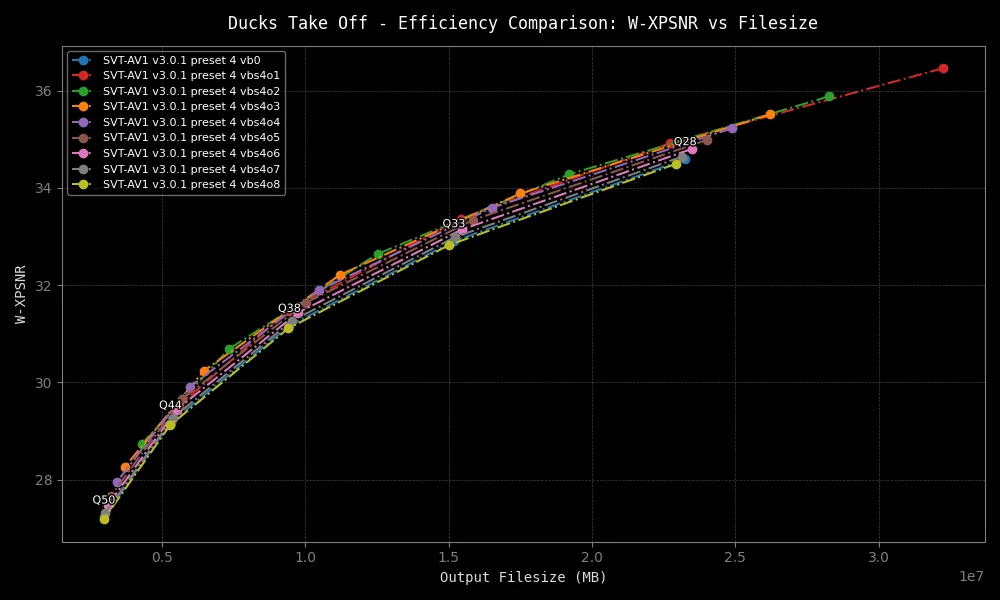 Ducks Take Off - Efficiency Comparison: W-XPSNR vs Filesize
SVT-AV1 v3.0.1 preset 4 vb0
SVT-AV1 v3.0.1 preset 4 vbs4o1
SVT-AV1 v3.0.1 preset 4 vbs4o2
SVT-AV1 v3.0.1 preset 4 vbs4o3
SVT-AV1 v3.0.1 preset 4 vbs4o4
SVT-AV1 v3.0.1 preset 4 vbs4o5
SVT-AV1 v3.0.1 preset 4 vbs4o6
SVT-AV1 v3.0.1 preset 4 vbs4o7
SVT-AV1 v3.0.1 preset 4 vbs4o8
36
34
32
30
28
W-XPSNR
Q28
Q33
Q38
Q44
Q50
0.5
1.0
1.5
2.0
2.5
3.0
1e7
Output Filesize (MB)